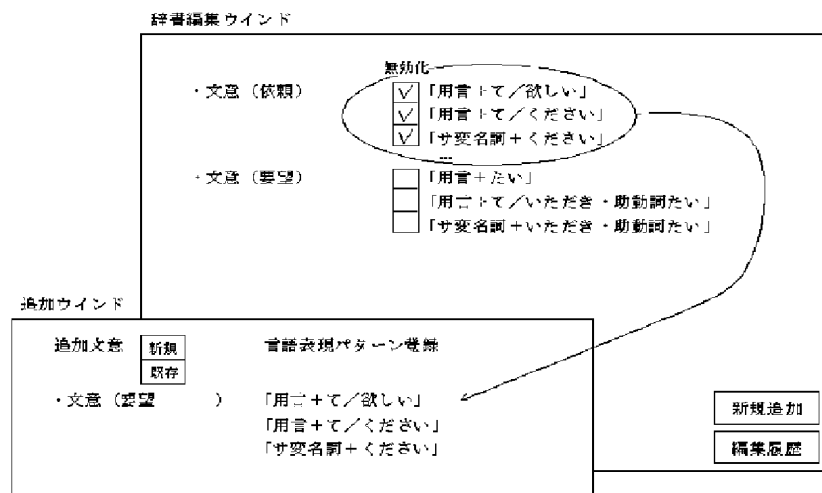 辞書編集ウインド
無効化
・文意（依頼）
「用言＋て／欲しい」
「用言＋て／ください」
「サ変名詞＋ください」
...
・文意（要望）
「用言＋たい」
「用言＋て／いただき・助動詞たい」
「サ変名詞＋いただき・助動詞たい」
追加ウインド
追加文意
新規
既存
言語表現パターン登録
・文意（要望　　　）
「用言＋て／欲しい」
「用言＋て／ください」
「サ変名詞＋ください」
新規追加
編集履歴